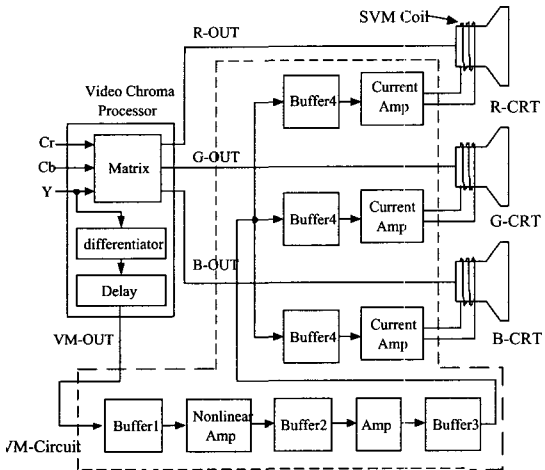 SVM Coil
R-OUT
Video Chroma
Processor
Buffer4
Current
Amp
R-CRT
Cr
Cb
Y
Matrix
G-OUT
Buffer4
Current
Amp
G-CRT
differentiator
B-OUT
Delay
Buffer4
Current
Amp
B-CRT
VM-OUT
VM-Circuit
Buffer1
Nonlinear
Amp
Buffer2
Amp
Buffer3